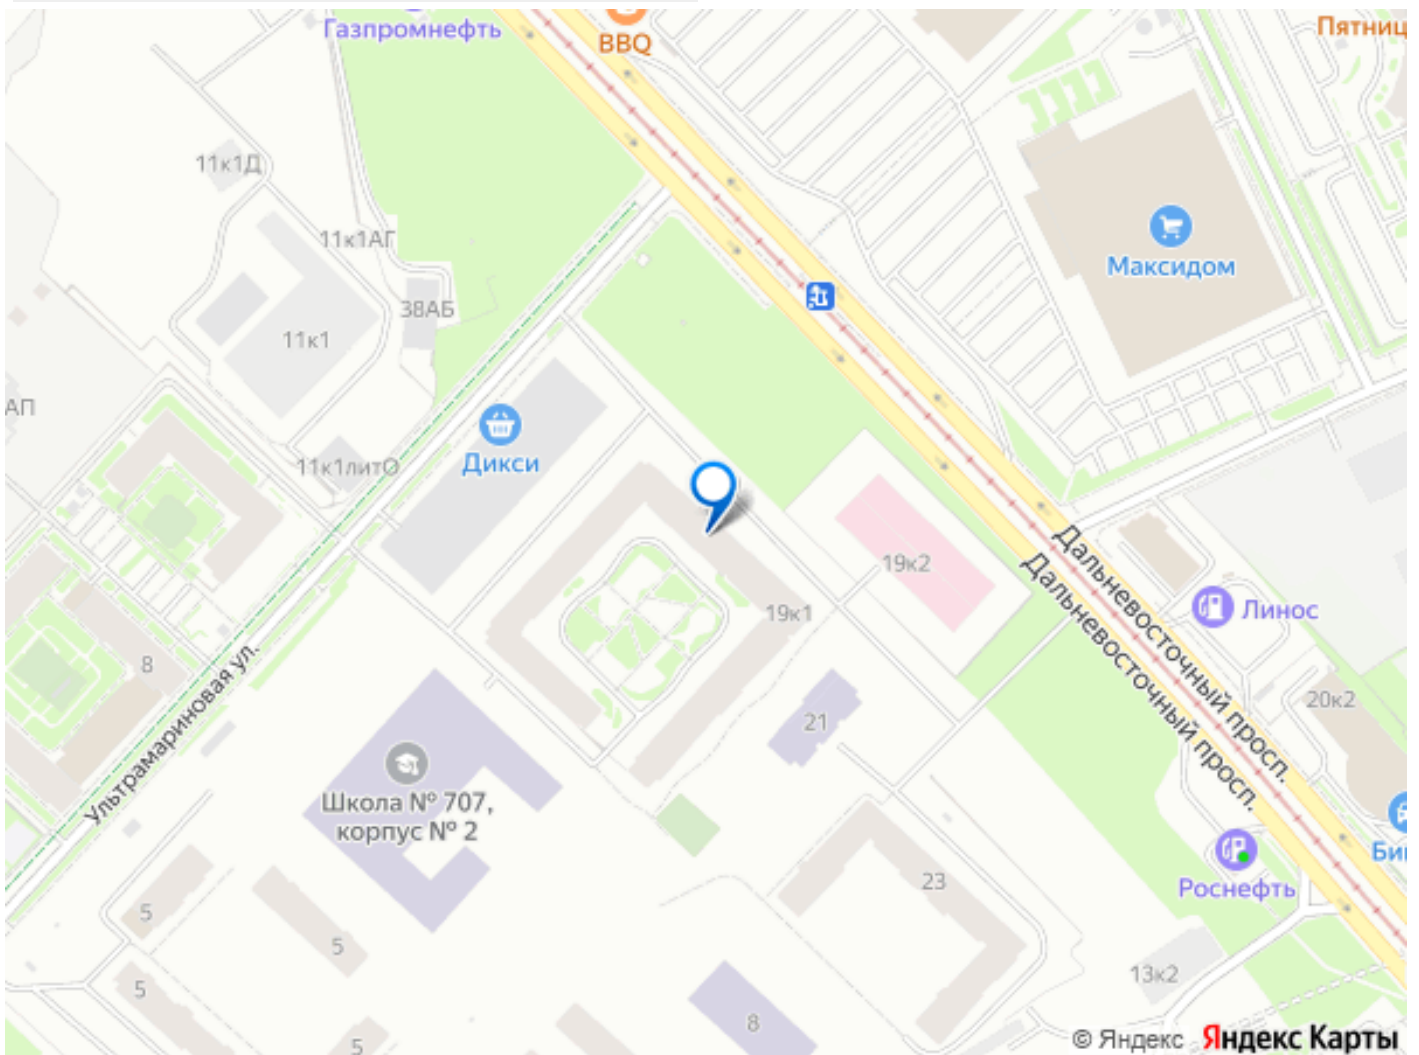 Газпромнефть
BBQ
Пятниц
11к1Д
11к1АГ
38АБ
11к1
Максидом
АП
11к1литО
Дикси
19к2
19к1
Дальневосточный просп.
Дальневосточный просп.
Линос
8
Ультрамариновая ул.
21
20к2
Школа № 707,
корпус № 2
Би
Роснефть
23
5
5
13к2
5
8
5
© Яндекс Яндекс Карты